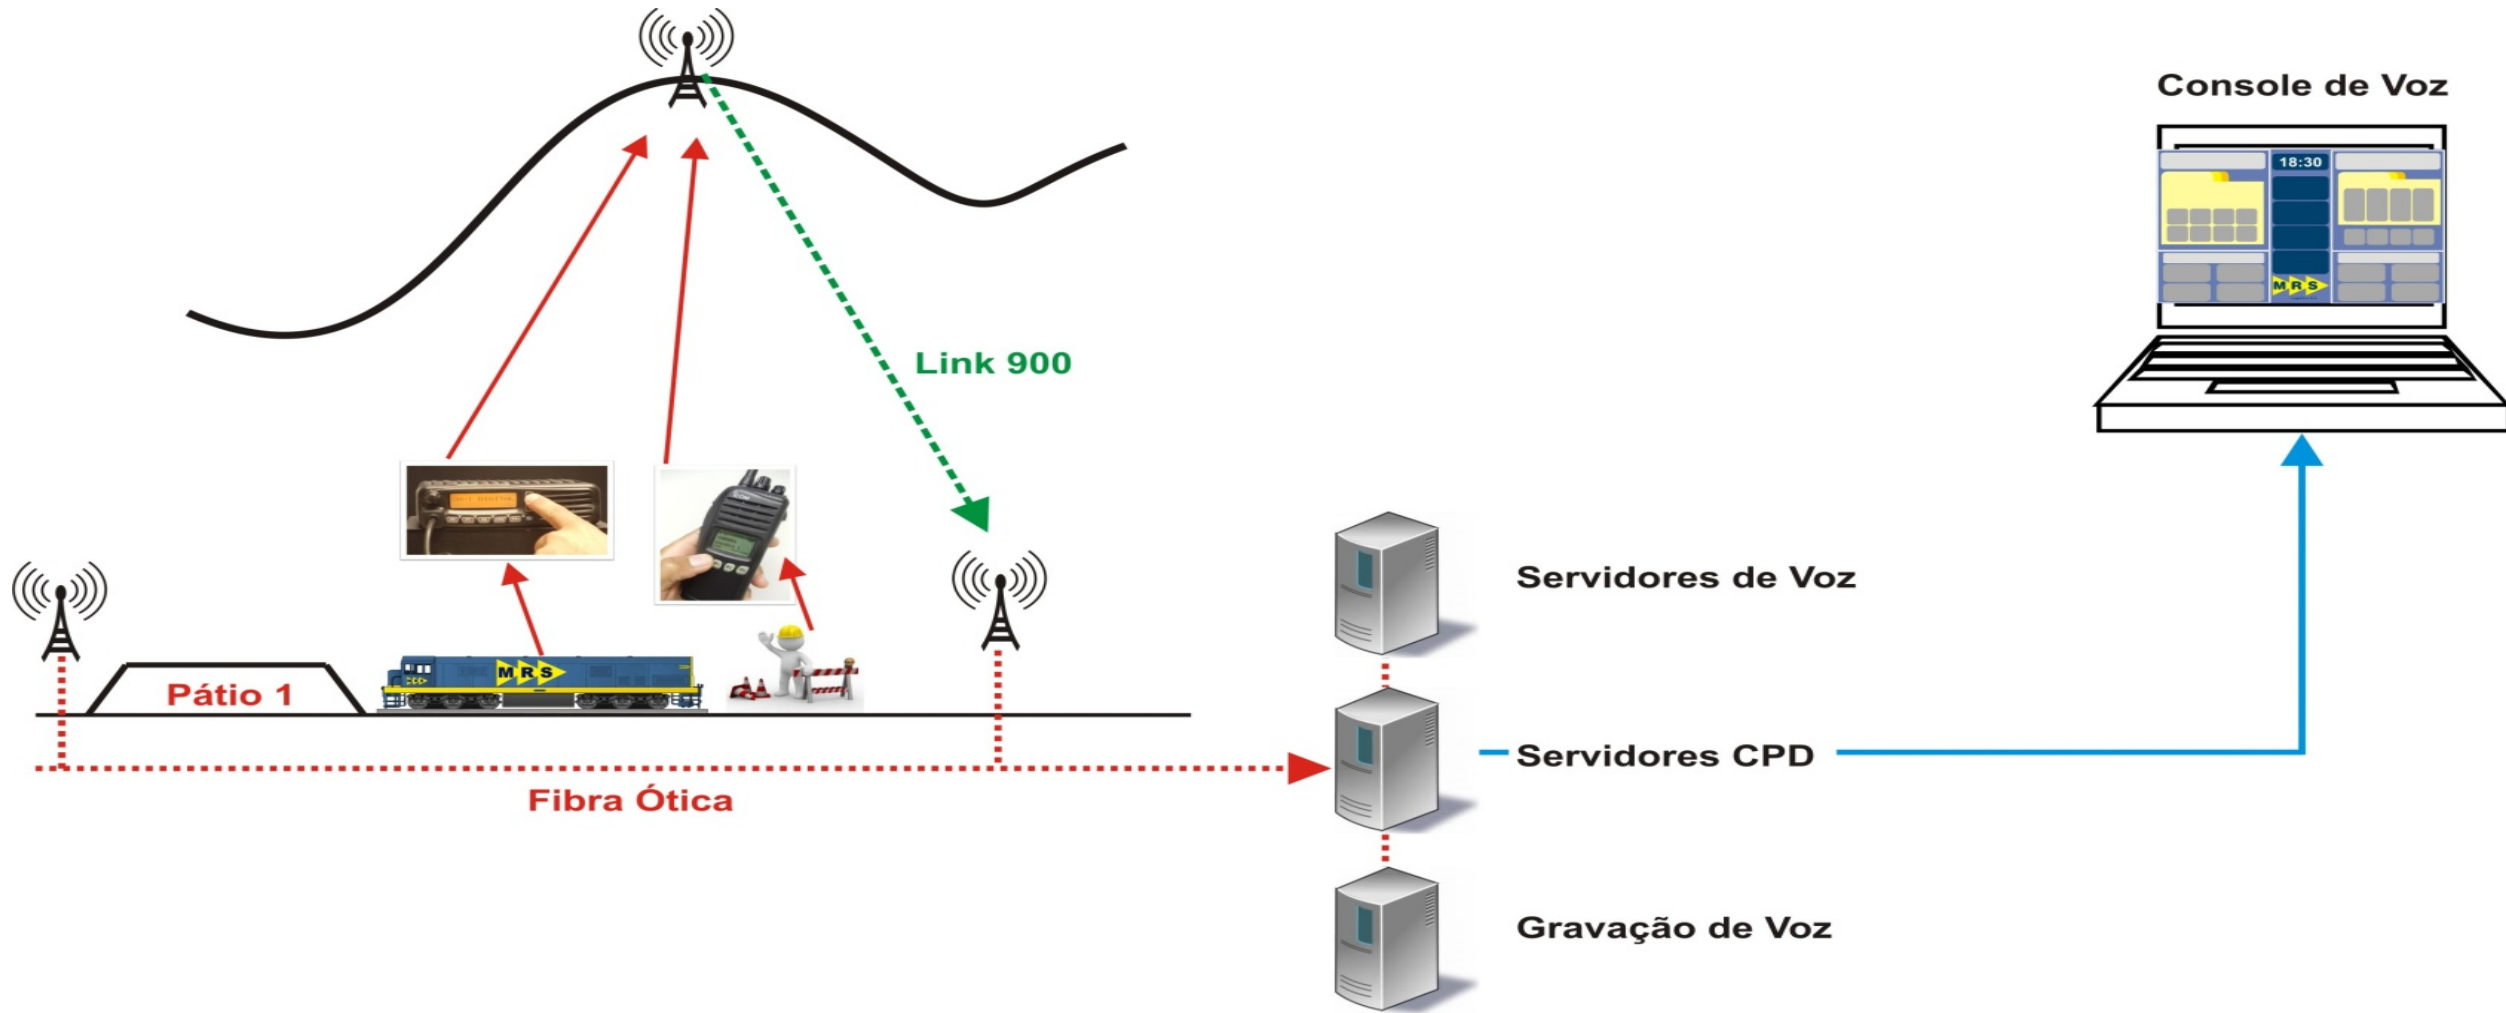 Console de Voz
18:30
MRS
Link 900
Servidores de Voz
Pátio 1
MRS
Servidores CPD
Fibra Ótica
Gravação de Voz